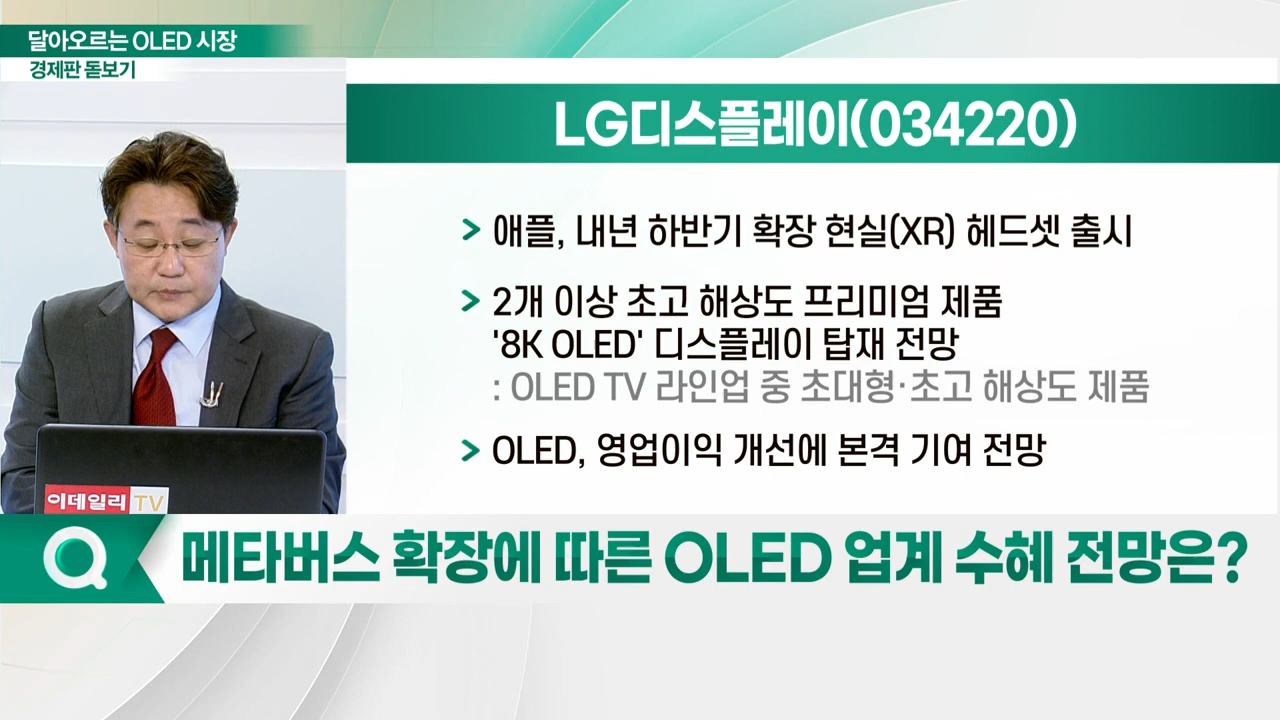 달아오르는 OLED 시장
경제판 돋보기
LG디스플레이(034220)
> 애플, 내년 하반기 확장 현실(XR) 헤드셋 출시
> 2개 이상 초고 해상도 프리미엄 제품
'8K OLED' 디스플레이 탑재 전망
: OLED TV 라인업 중 초대형·초고 해상도 제품
> OLED, 영업이익 개선에 본격 기여 전망
이데일리 TV
Q 메타버스 확장에 따른 OLED 업계 수혜 전망은?